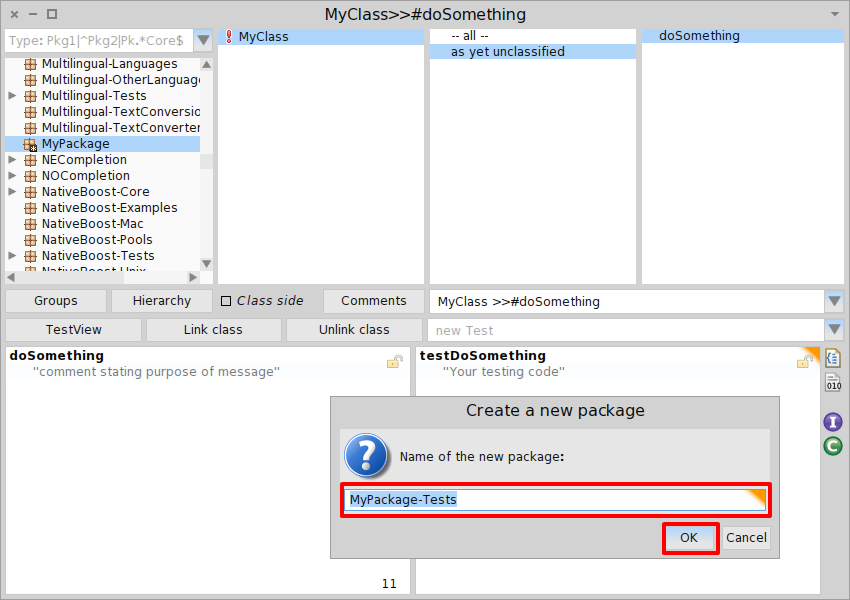 MyClass>>#doSomething
Type: Pkg1|^Pkg2|Pk.*Core$
Multilingual-Languages
Multilingual-OtherLanguage
Multilingual-Tests
Multilingual-TextConversio
Multilingual-TextConverter
MyPackage
NECompletion
NOCompletion
NativeBoost-Core
NativeBoost-Examples
NativeBoost-Mac
NativeBoost-Pools
NativeBoost-Tests
NativeBoost-Unix
MyClass
-- all --
as yet unclassified
doSomething
Groups
Hierarchy
Class side
Comments
MyClass >>#doSomething
TestView
Link class
Unlink class
new Test
doSomething
"comment stating purpose of message"
11
testDoSomething
"Your testing code"
010
I
C
Create a new package
?
Name of the new package:
MyPackage-Tests
OK
Cancel